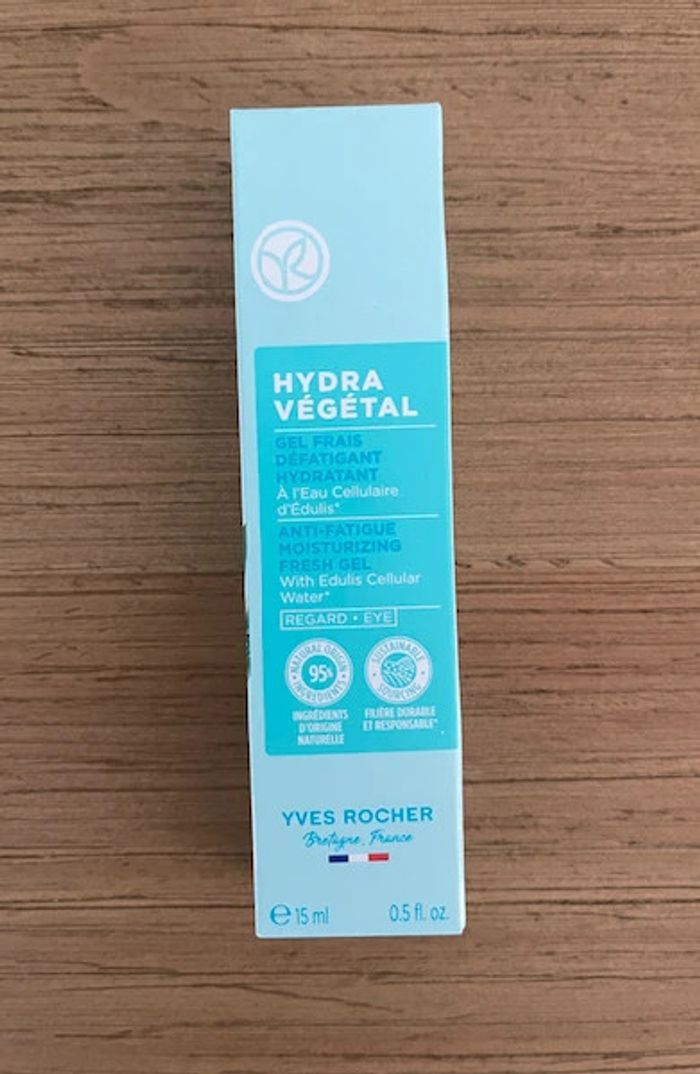 HYDRA
VÉGÉTAL
GEL FRAIS
DÉFATIGANT
HYDRATANT
À l'Eau Cellulaire
d'Édulis*
ANTI-FATIGUE
MOISTURIZING
FRESH GEL
With Edulis Cellular
Water*
REGARD • EYE
NATURAL ORIGIN
95%
INGREDIENTS
INGRÉDIENTS
D'ORIGINE
NATURELLE
SUSTAINABLE
SOURCING
FILIÈRE DURABLE
ET RESPONSABLE*
YVES ROCHER
Bretagne, France
e 15 ml
0.5 fl. oz.